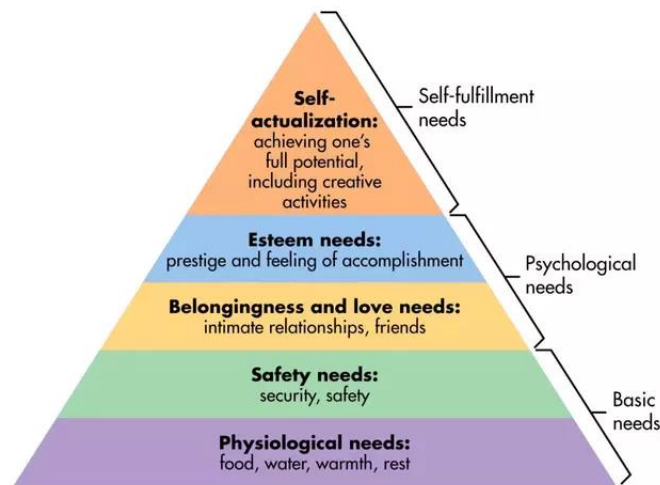 Self-
actualization:
achieving one's
full potential,
including creative
activities
Self-fulfillment
needs
Esteem needs:
prestige and feeling of accomplishment
Belongingness and love needs:
intimate relationships, friends
Psychological
needs
Safety needs:
security, safety
Physiological needs:
food, water, warmth, rest
Basic
needs